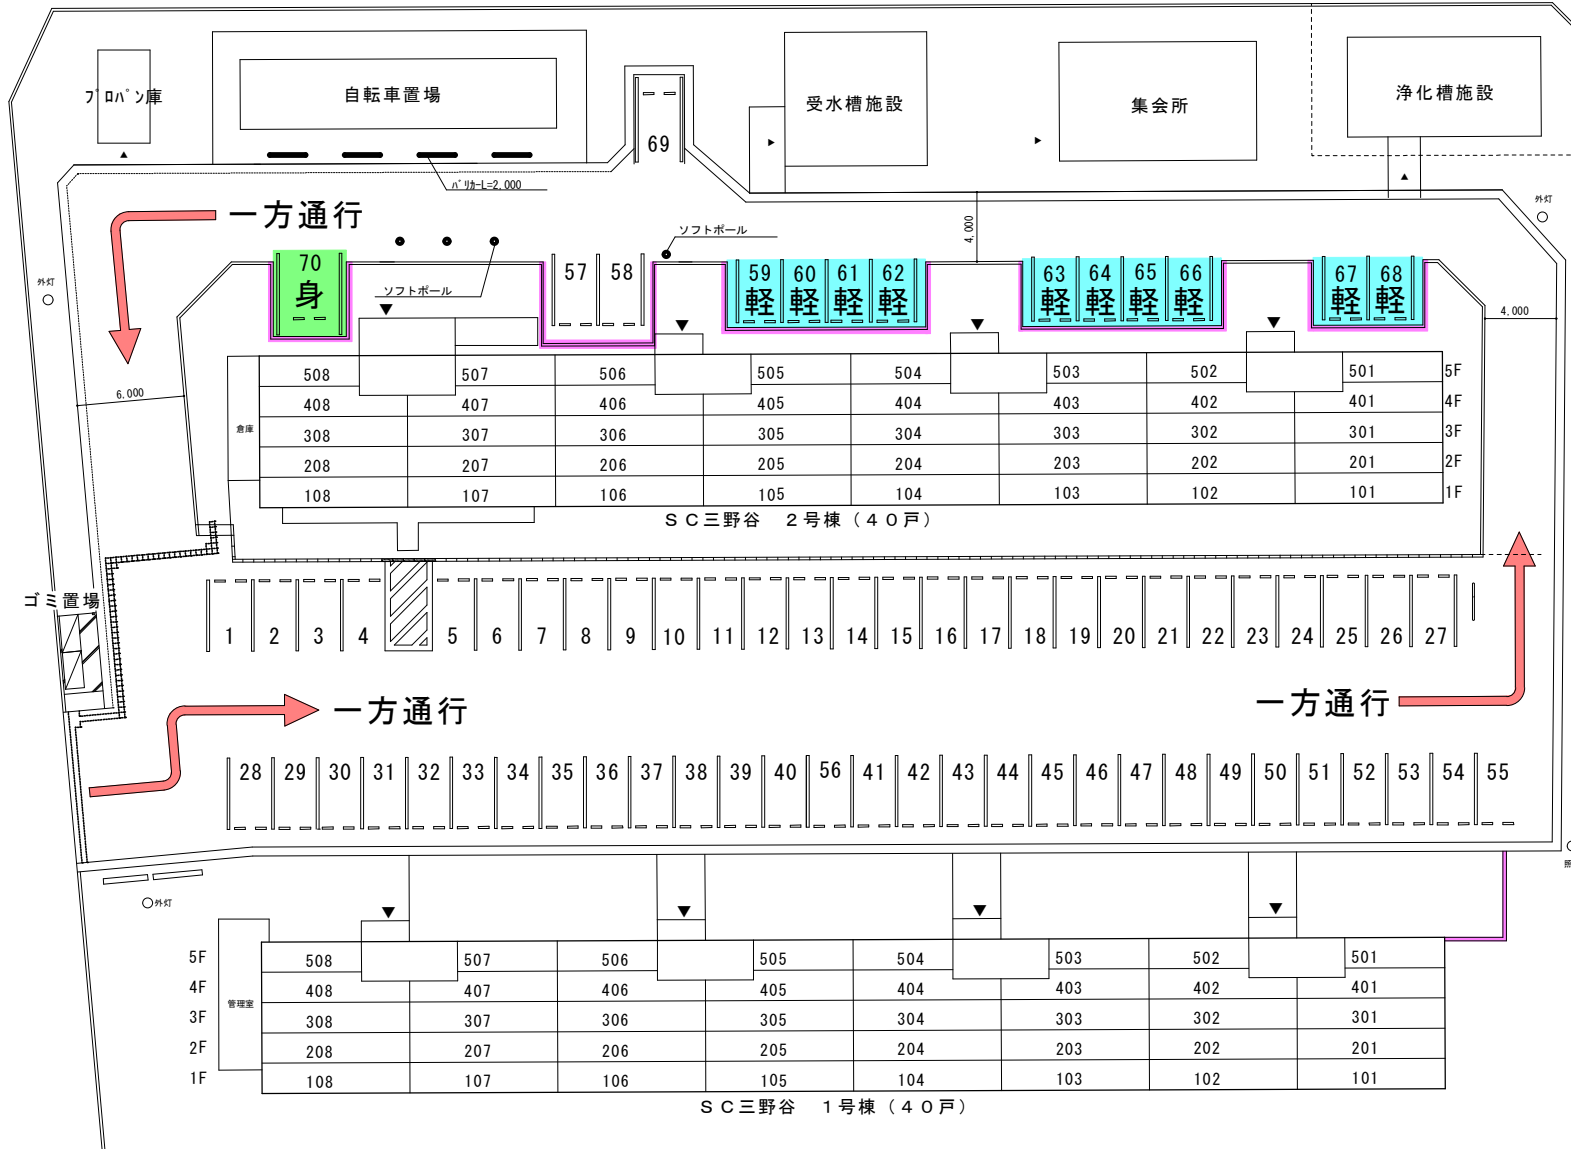 ﾌﾟﾛﾊﾟﾝ庫
自転車置場
69
受水槽施設
集会所
浄化槽施設
ﾊﾞﾘｶｰL=2,000
外灯
一方通行
ソフトポール
4,000
外灯
70
身
ソフトポール
57 58
59 60 61 62
軽 軽 軽 軽
63 64 65 66
軽 軽 軽 軽
67 68
軽 軽
4,000
6,000
倉庫
508 507 506 505 504 503 502 501 5F
408 407 406 405 404 403 402 401 4F
308 307 306 305 304 303 302 301 3F
208 207 206 205 204 203 202 201 2F
108 107 106 105 104 103 102 101 1F
ＳＣ三野谷　２号棟（４０戸）
ゴミ置場
1 2 3 4 5 6 7 8 9 10 11 12 13 14 15 16 17 18 19 20 21 22 23 24 25 26 27
一方通行
一方通行
28 29 30 31 32 33 34 35 36 37 38 39 40 56 41 42 43 44 45 46 47 48 49 50 51 52 53 54 55
外灯
管理室
5F 508 507 506 505 504 503 502 501
4F 408 407 406 405 404 403 402 401
3F 308 307 306 305 304 303 302 301
2F 208 207 206 205 204 203 202 201
1F 108 107 106 105 104 103 102 101
ＳＣ三野谷　１号棟（４０戸）